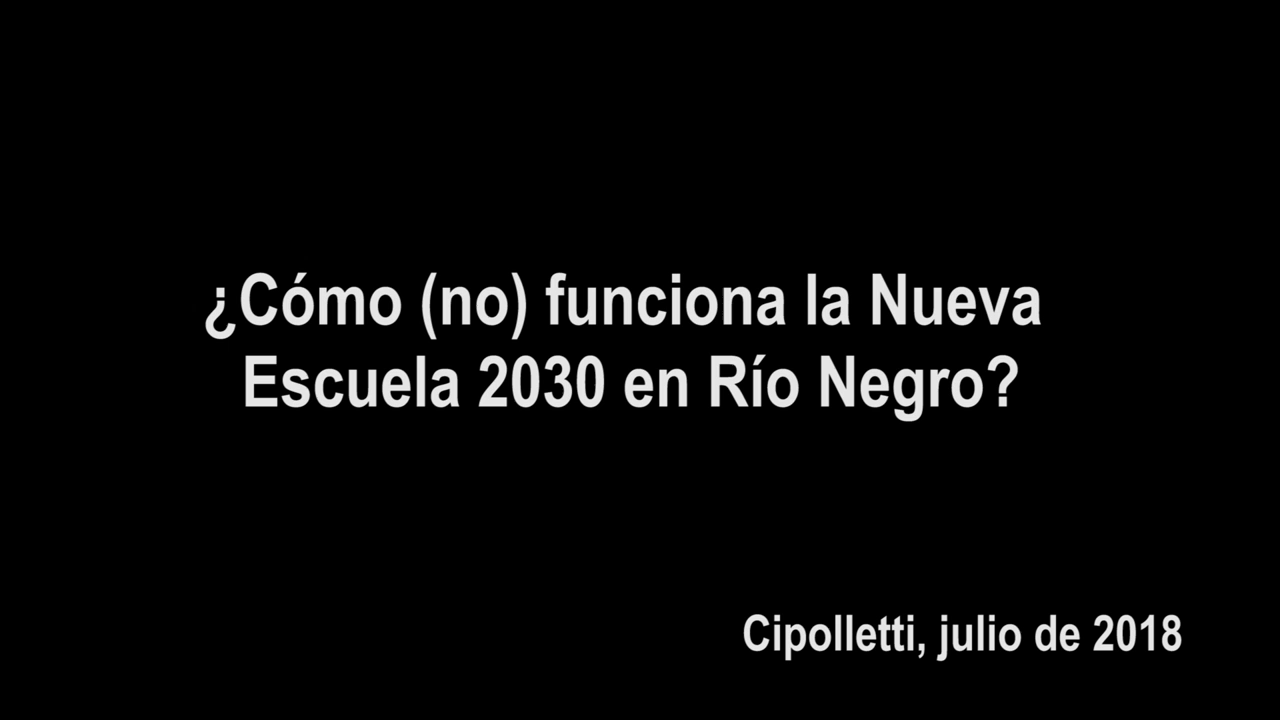 ¿Cómo (no) funciona la Nueva
Escuela 2030 en Río Negro?
Cipolletti, julio de 2018